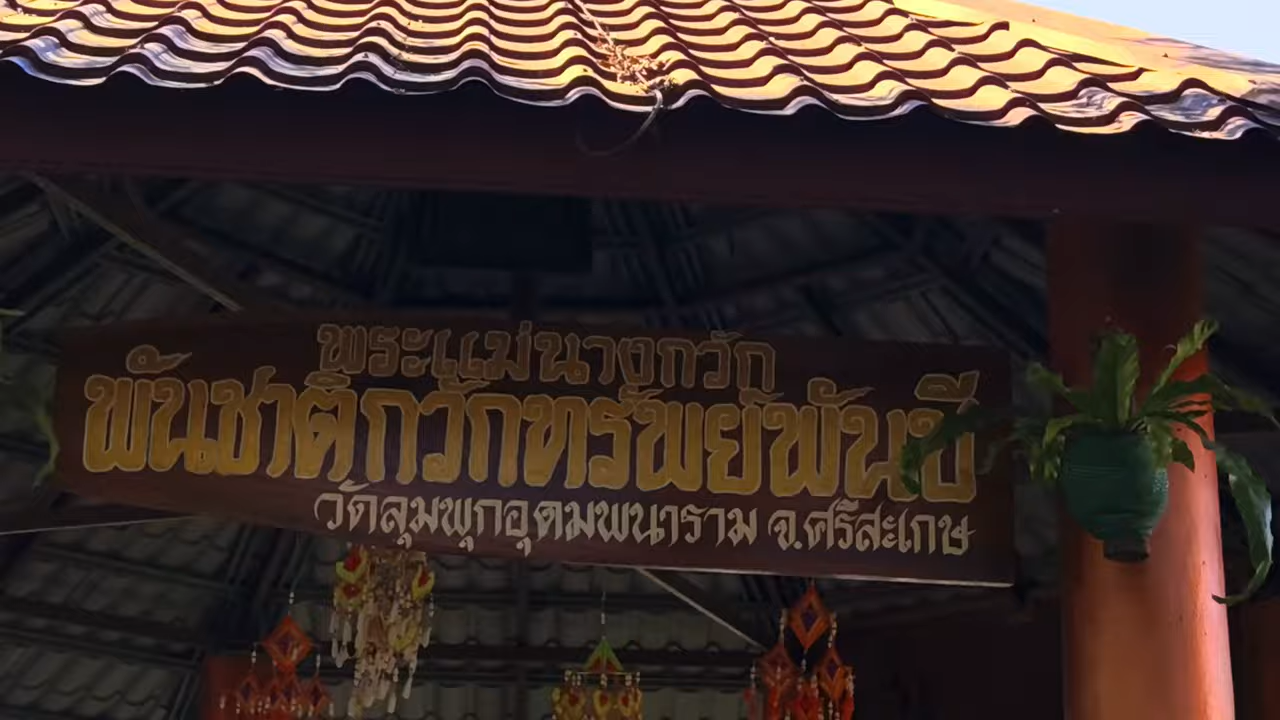 พระแม่นางกวัก
พันชาติกวักทรัพย์พันปี
วัดลุมพุกอุดมพนาราม จ.ศรีสะเกษ